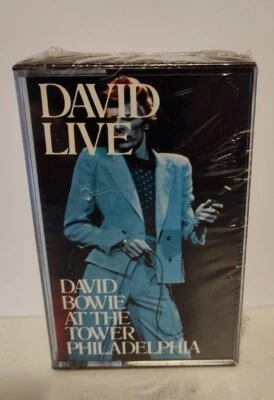 DAVID
LIVE
DAVID
BOWIE
AT THE
TOWER
PHILADELPHIA